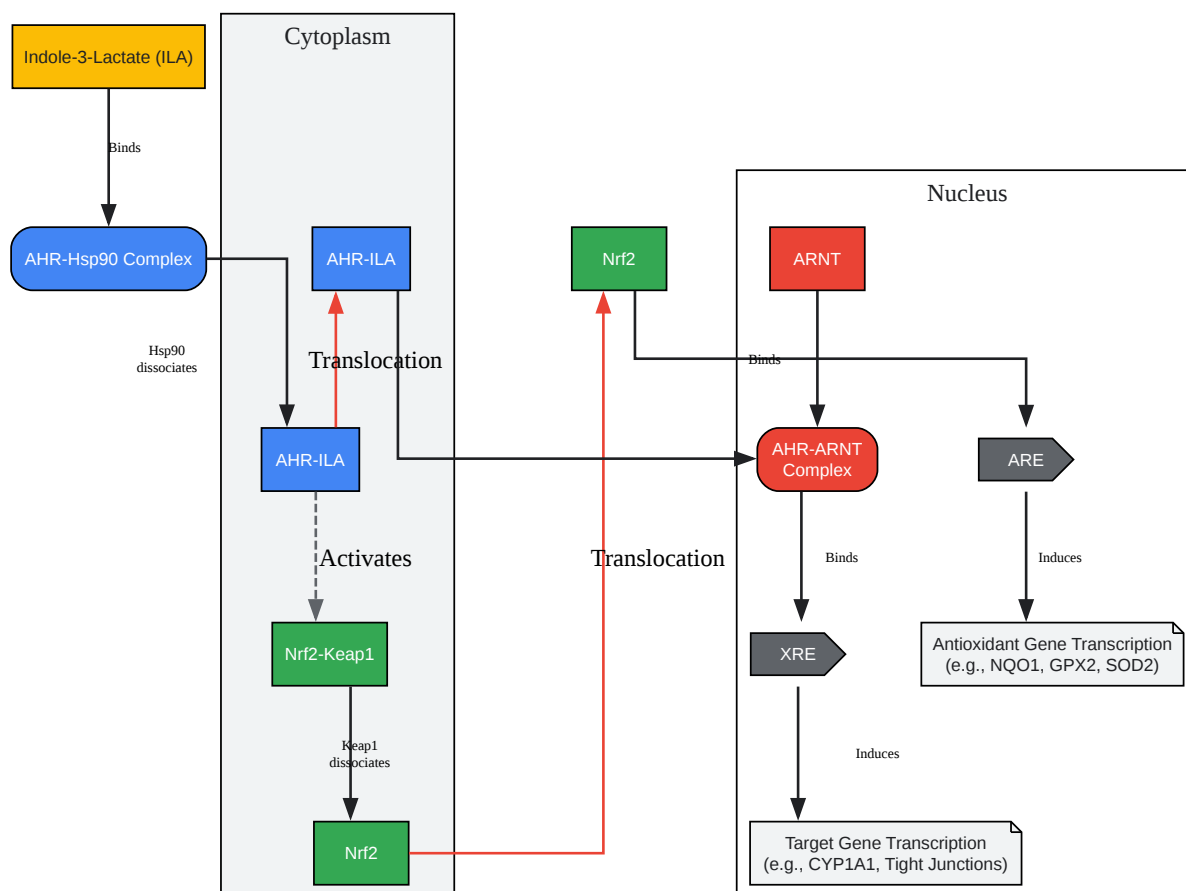 Cytoplasm
Indole-3-Lactate (ILA)
Binds
Nucleus
AHR-Hsp90 Complex
AHR-ILA
Nrf2
ARNT
Hsp90
dissociates
Translocation
Binds
AHR-ILA
AHR-ARNT
Complex
ARE
Activates
Translocation
Binds
Induces
Nrf2-Keap1
XRE
Antioxidant Gene Transcription
(e.g., NQO1, GPX2, SOD2)
Keap1
dissociates
Induces
Nrf2
Target Gene Transcription
(e.g., CYP1A1, Tight Junctions)